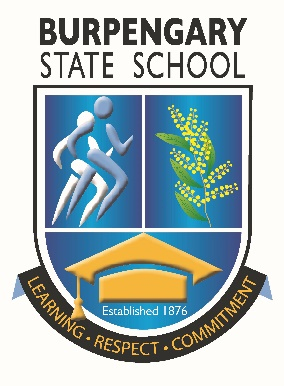 BURPENGARY
STATE SCHOOL
Established 1876
LEARNING • RESPECT • COMMITMENT